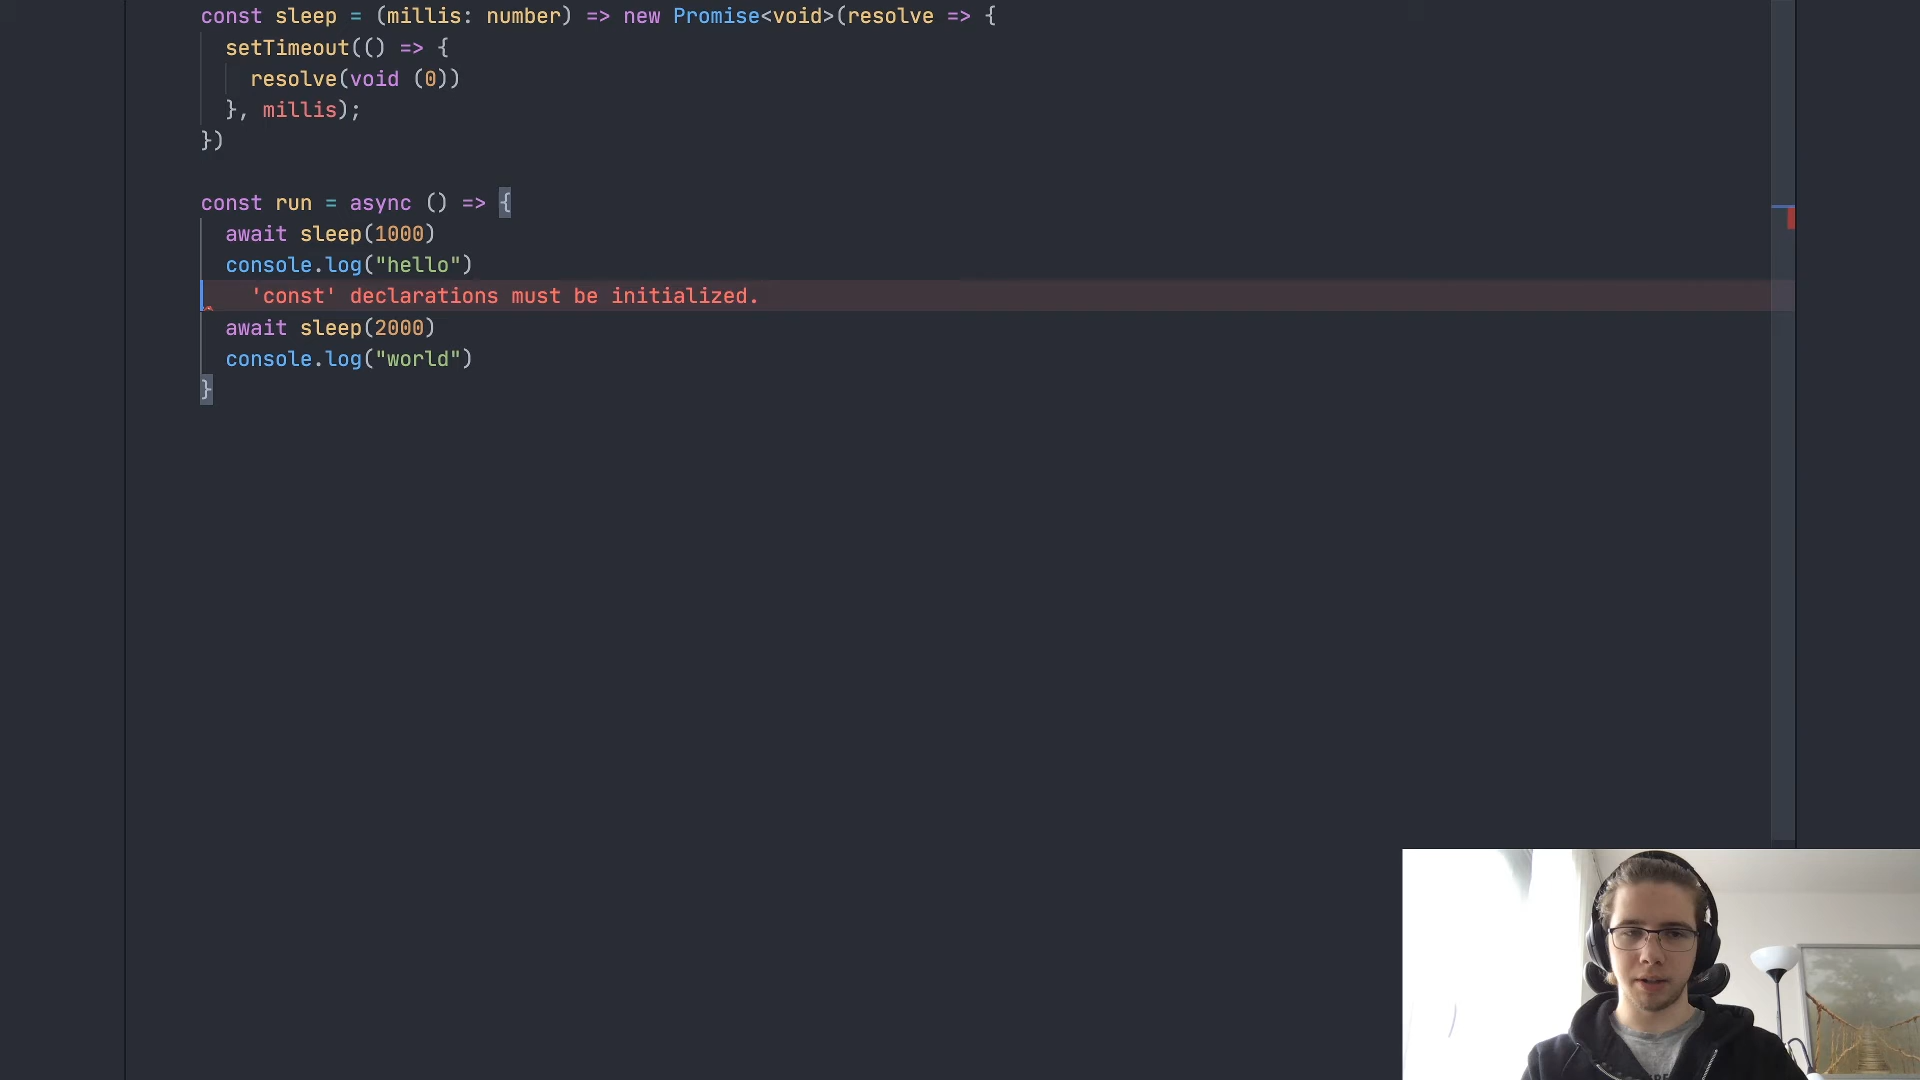 const sleep = (millis: number) => new Promise<void>(resolve => {
setTimeout(() => {
resolve(void (0))
}, millis);
})
const run = async () => {
await sleep(1000)
console.log("hello")
'const' declarations must be initialized.
await sleep(2000)
console.log("world")
}